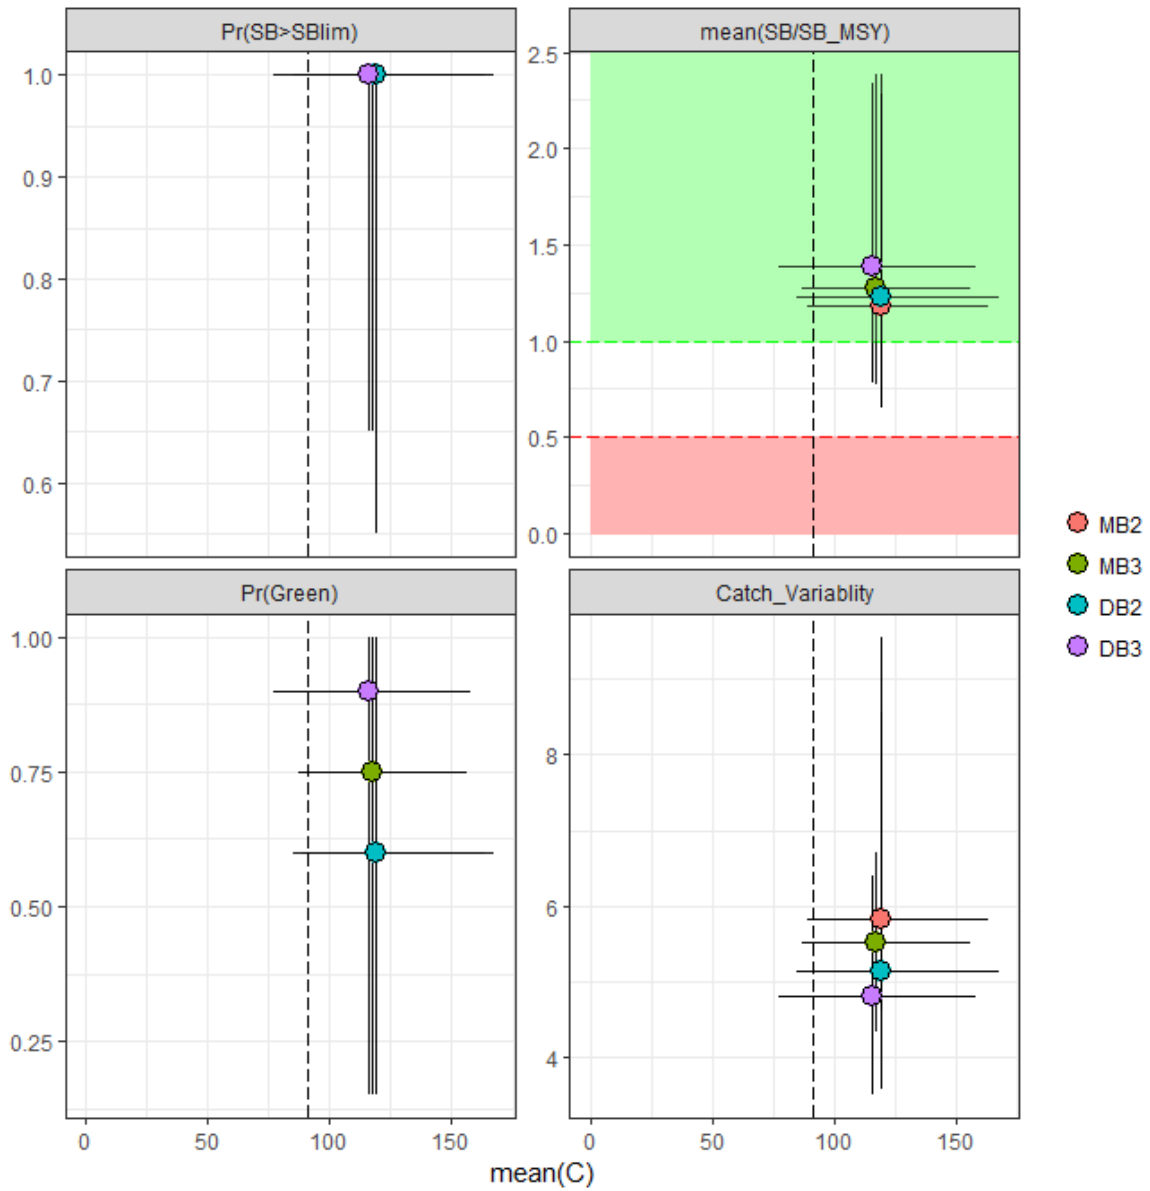 Pr(SB>SBlim)
mean(SB/SB_MSY)
1.0
0.9
0.8
0.7
0.6
2.5
2.0
1.5
1.0
0.5
0.0
Pr(Green)
Catch_Variablity
1.00
0.75
0.50
0.25
8
6
4
0 50 100 150
0 50 100 150
mean(C)
MB2
MB3
DB2
DB3